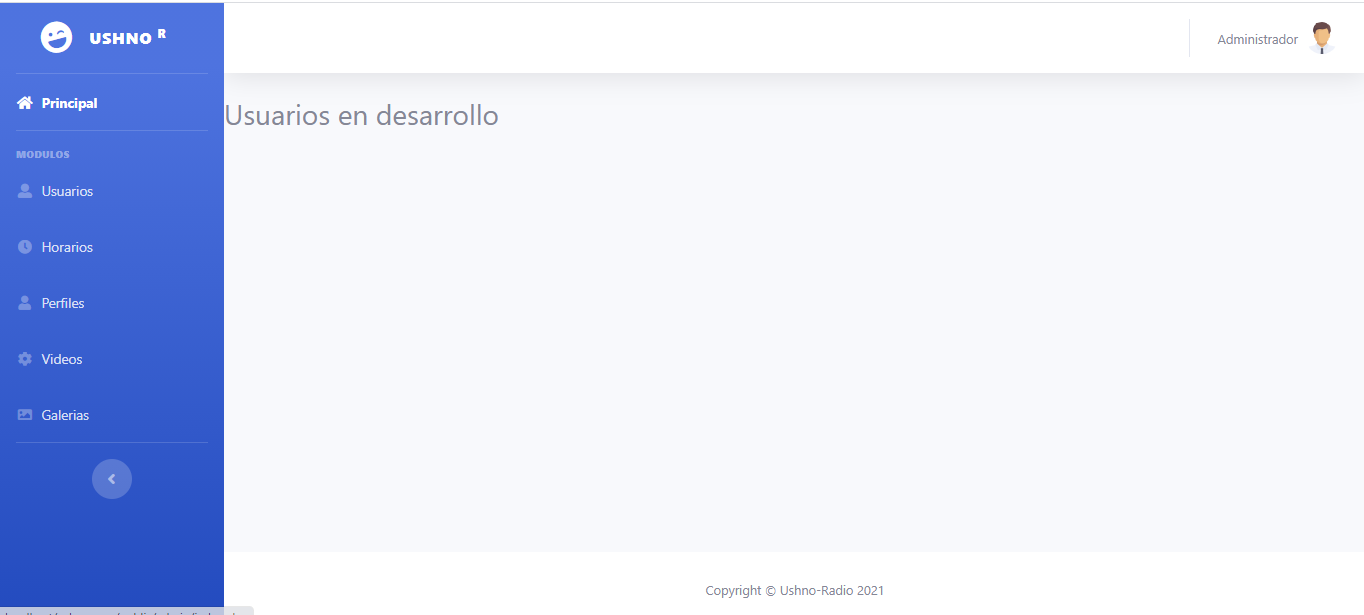 USHNO R
Administrador
Principal
Usuarios en desarrollo
MODULOS
Usuarios
Horarios
Perfiles
Videos
Galerias
Copyright © Ushno-Radio 2021